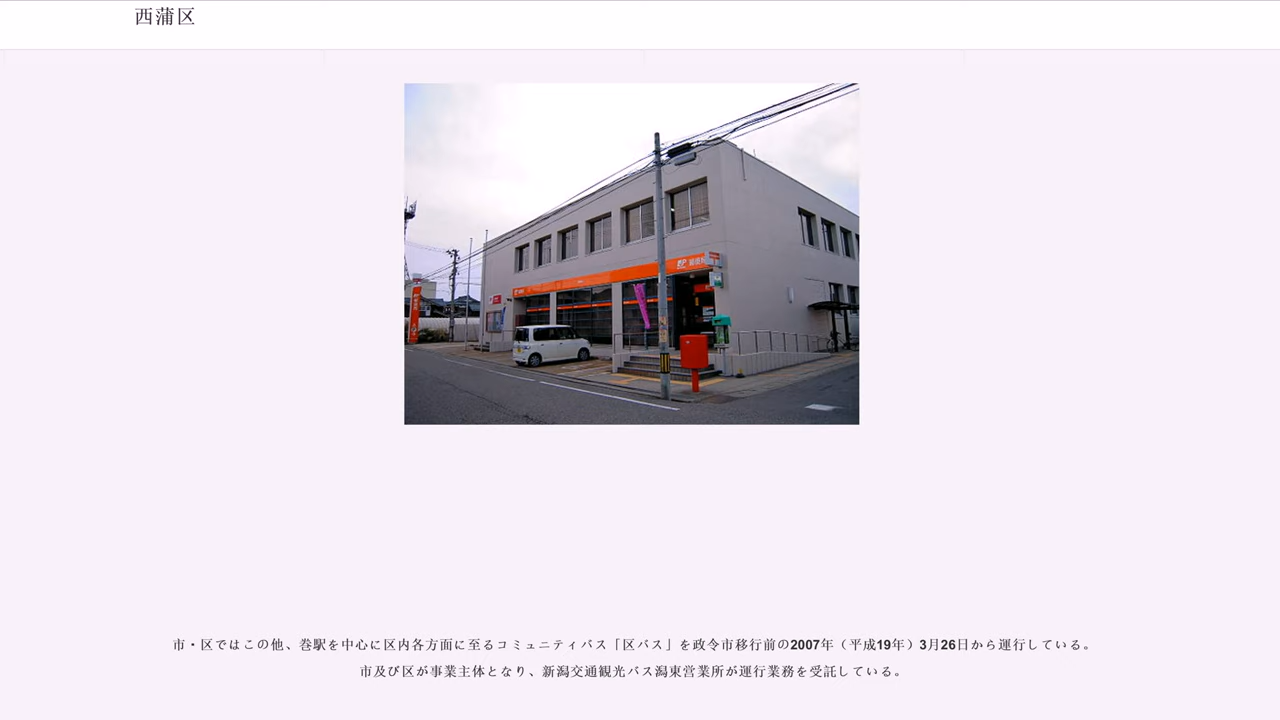 西蒲区
市・区ではこの他、巻駅を中心に区内各方面に至るコミュニティバス「区バス」を政令市移行前の2007年（平成19年）3月26日から運行している。
市及び区が事業主体となり、新潟交通観光バス潟東営業所が運行業務を受託している。